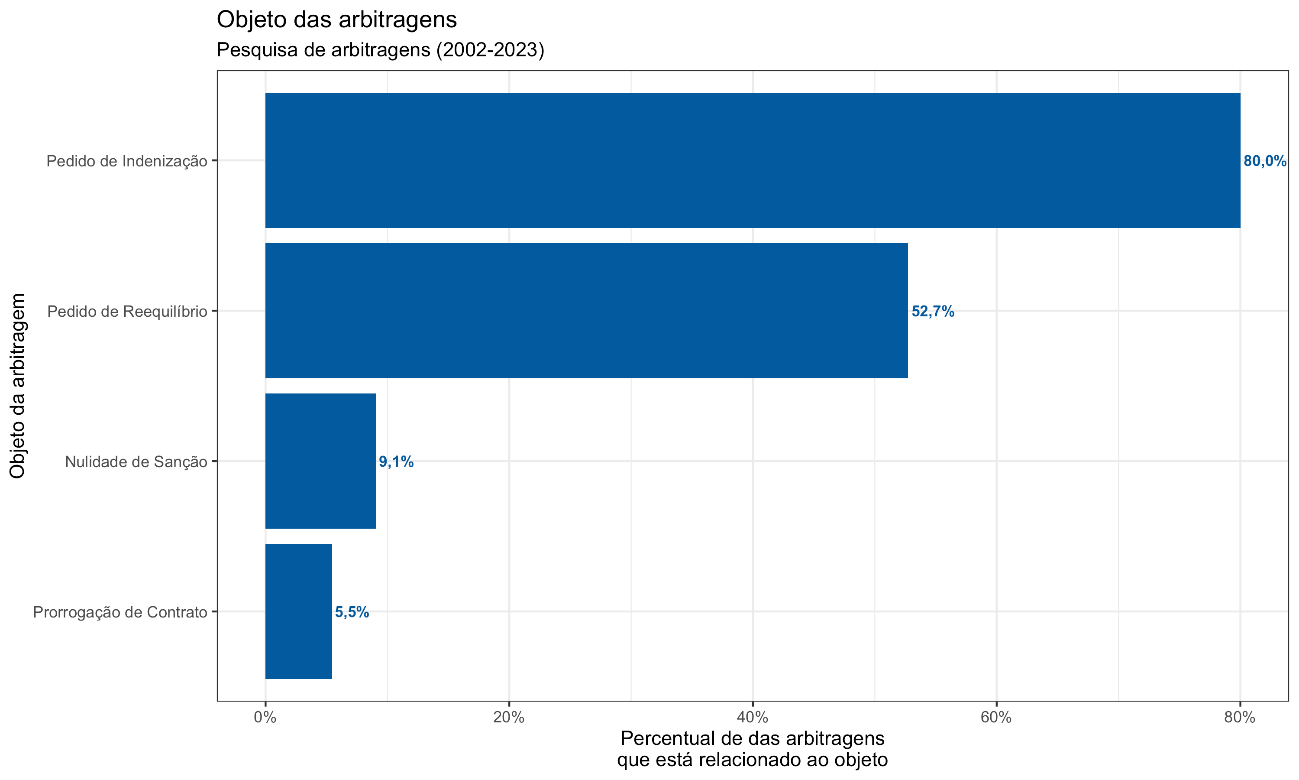 Objeto das arbitragens
Pesquisa de arbitragens (2002-2023)
Objeto da arbitragem
Pedido de Indenização
80,0%
Pedido de Reequilíbrio
52,7%
Nulidade de Sanção
9,1%
Prorrogação de Contrato
5,5%
0%
20%
40%
60%
80%
Percentual de das arbitragens
que está relacionado ao objeto